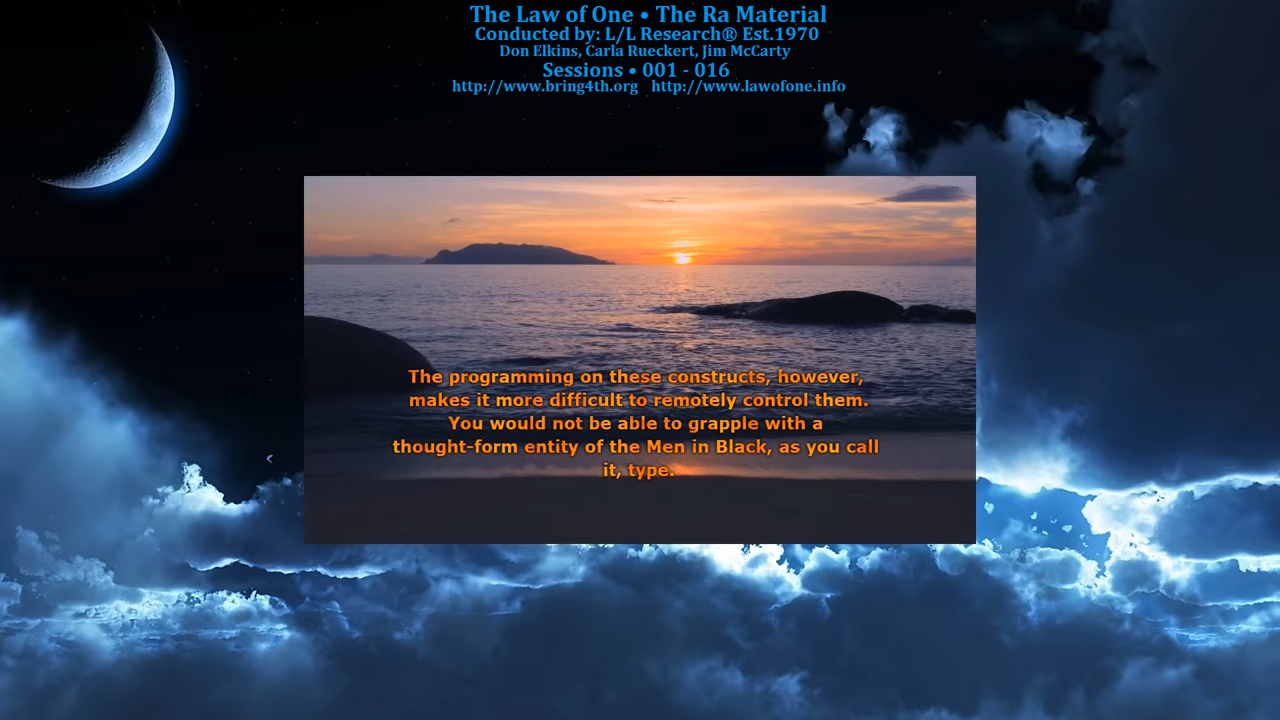 The Law of One • The Ra Material
Conducted by: L/L Research® Est.1970
Don Elkins, Carla Rueckert, Jim McCarty
Sessions • 001 - 016
http://www.bring4th.org http://www.lawofone.info
The programming on these constructs, however,
makes it more difficult to remotely control them.
You would not be able to grapple with a
thought-form entity of the Men in Black, as you call
it, type.